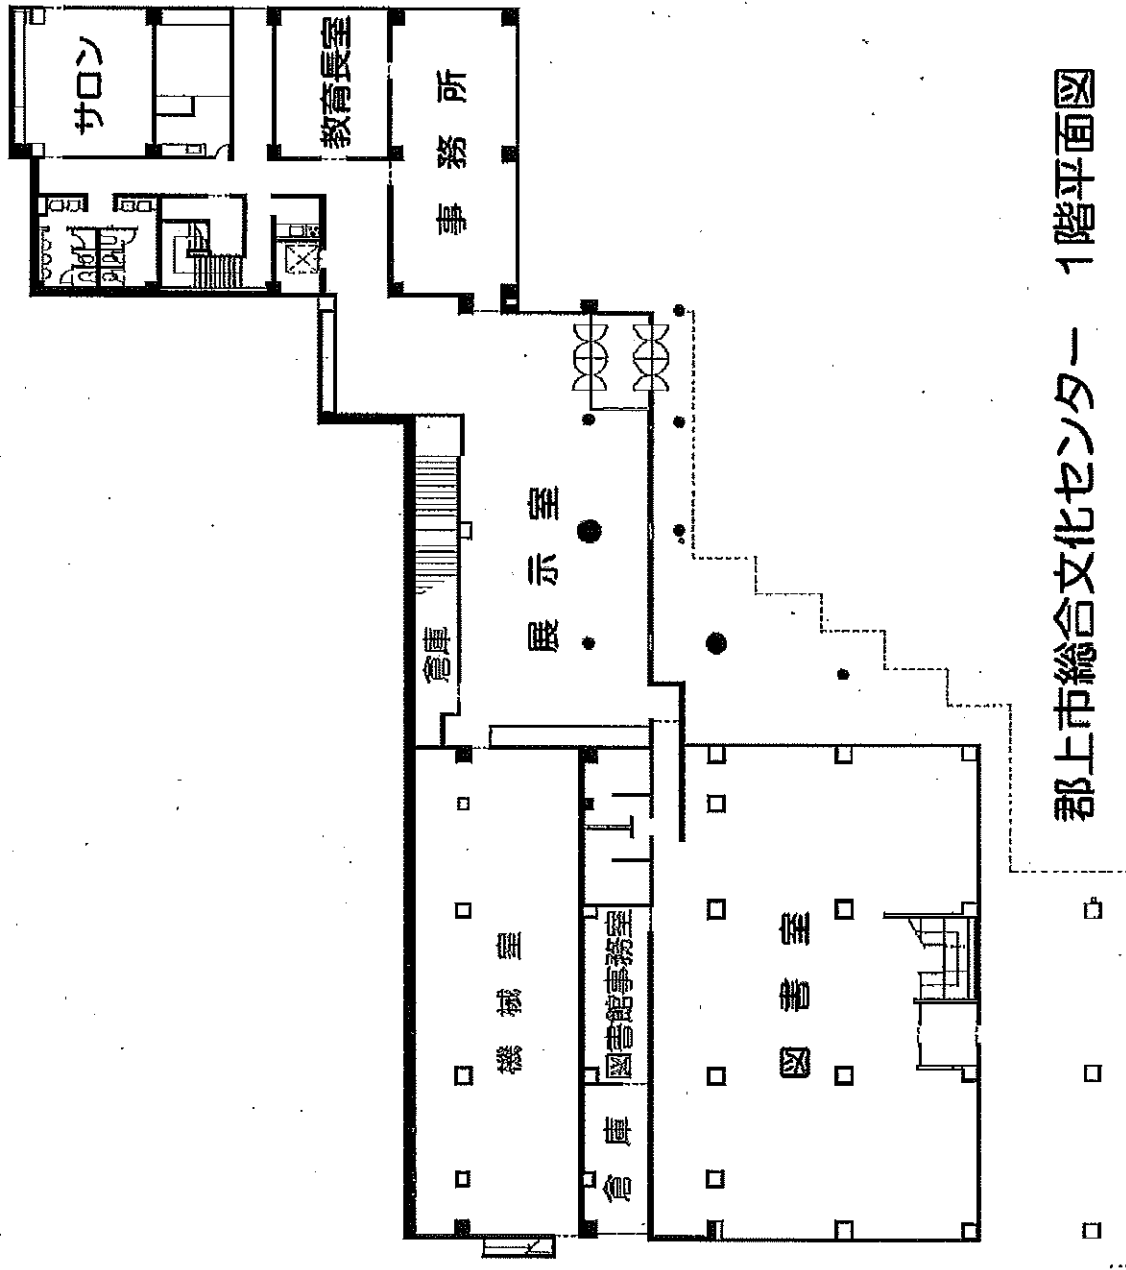 郡上市総合文化センター 1階平面図
サロン
教育長室
事務所
展示室
倉庫
機械室
図書館事務室
倉庫
図書室